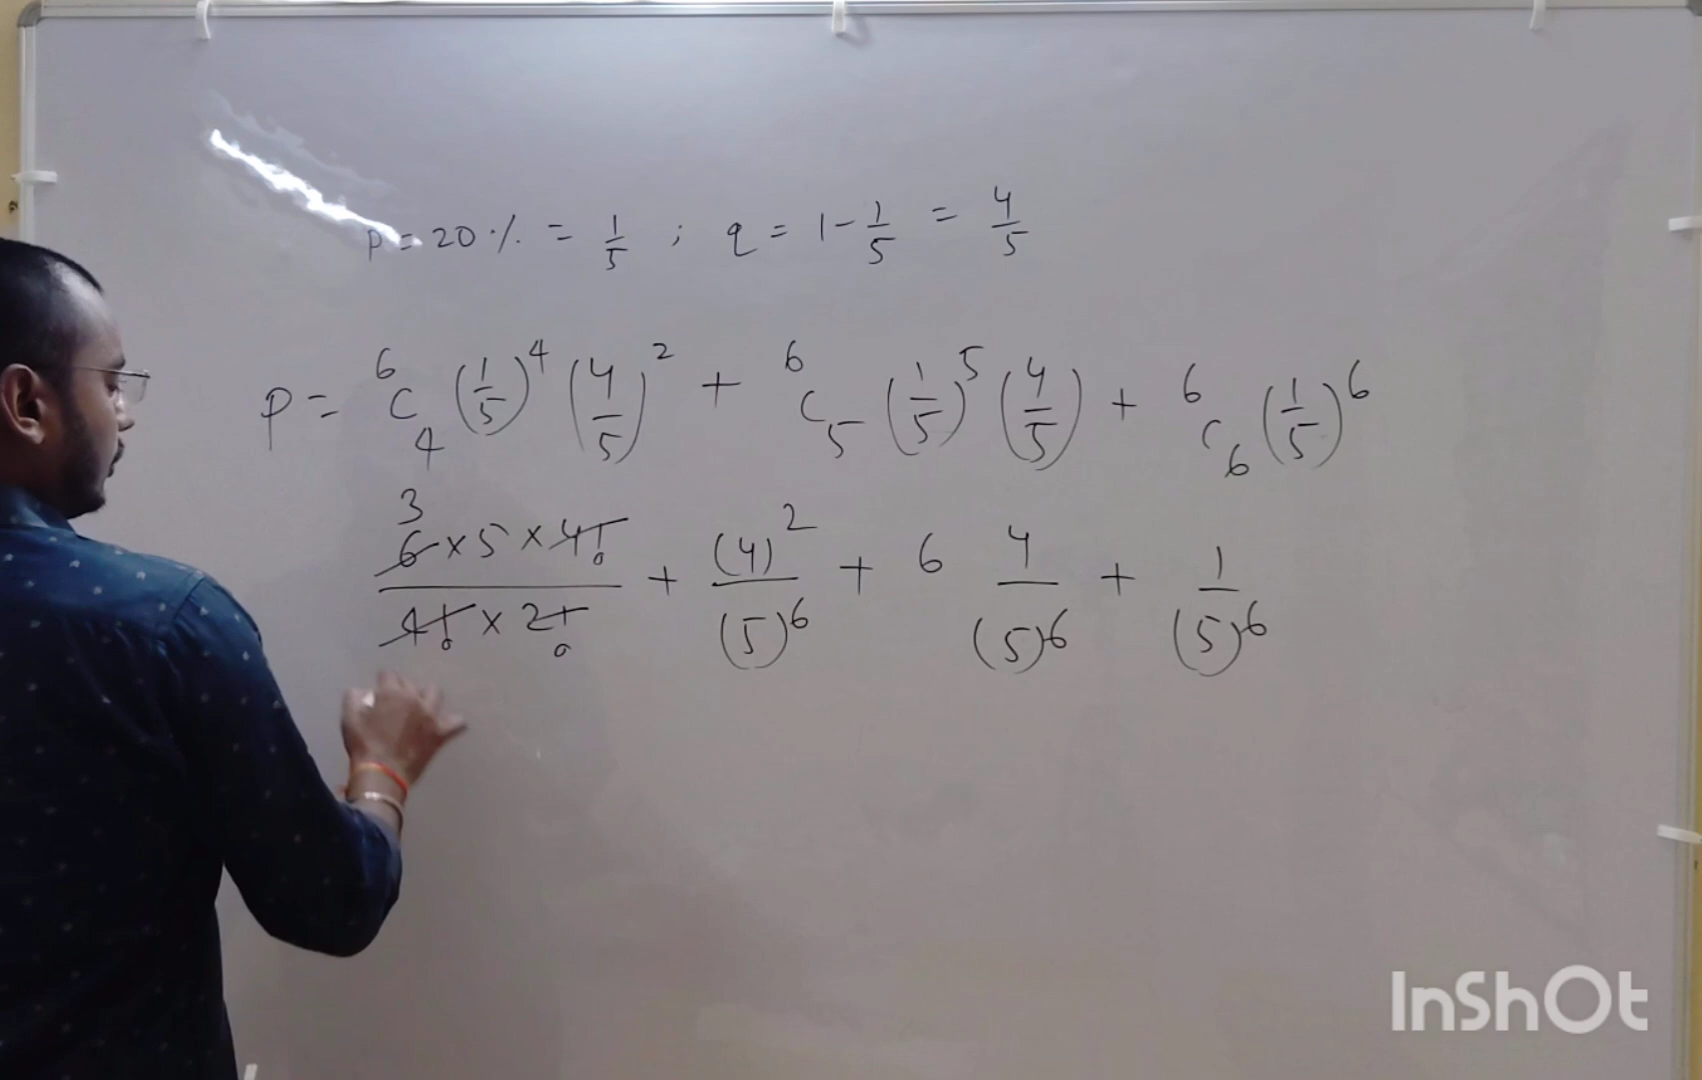 p = 20 % = 1/5 ; q = 1 - 1/5 = 4/5
P = ⁶C₄ (1/5)⁴ (4/5)² + ⁶C₅ (1/5)⁵ (4/5) + ⁶C₆ (1/5)⁶
3
6 × 5 × 4! / 4! × 2! + (4)² / (5)⁶ + 6 4 / (5)⁶ + 1 / (5)⁶
InShOt